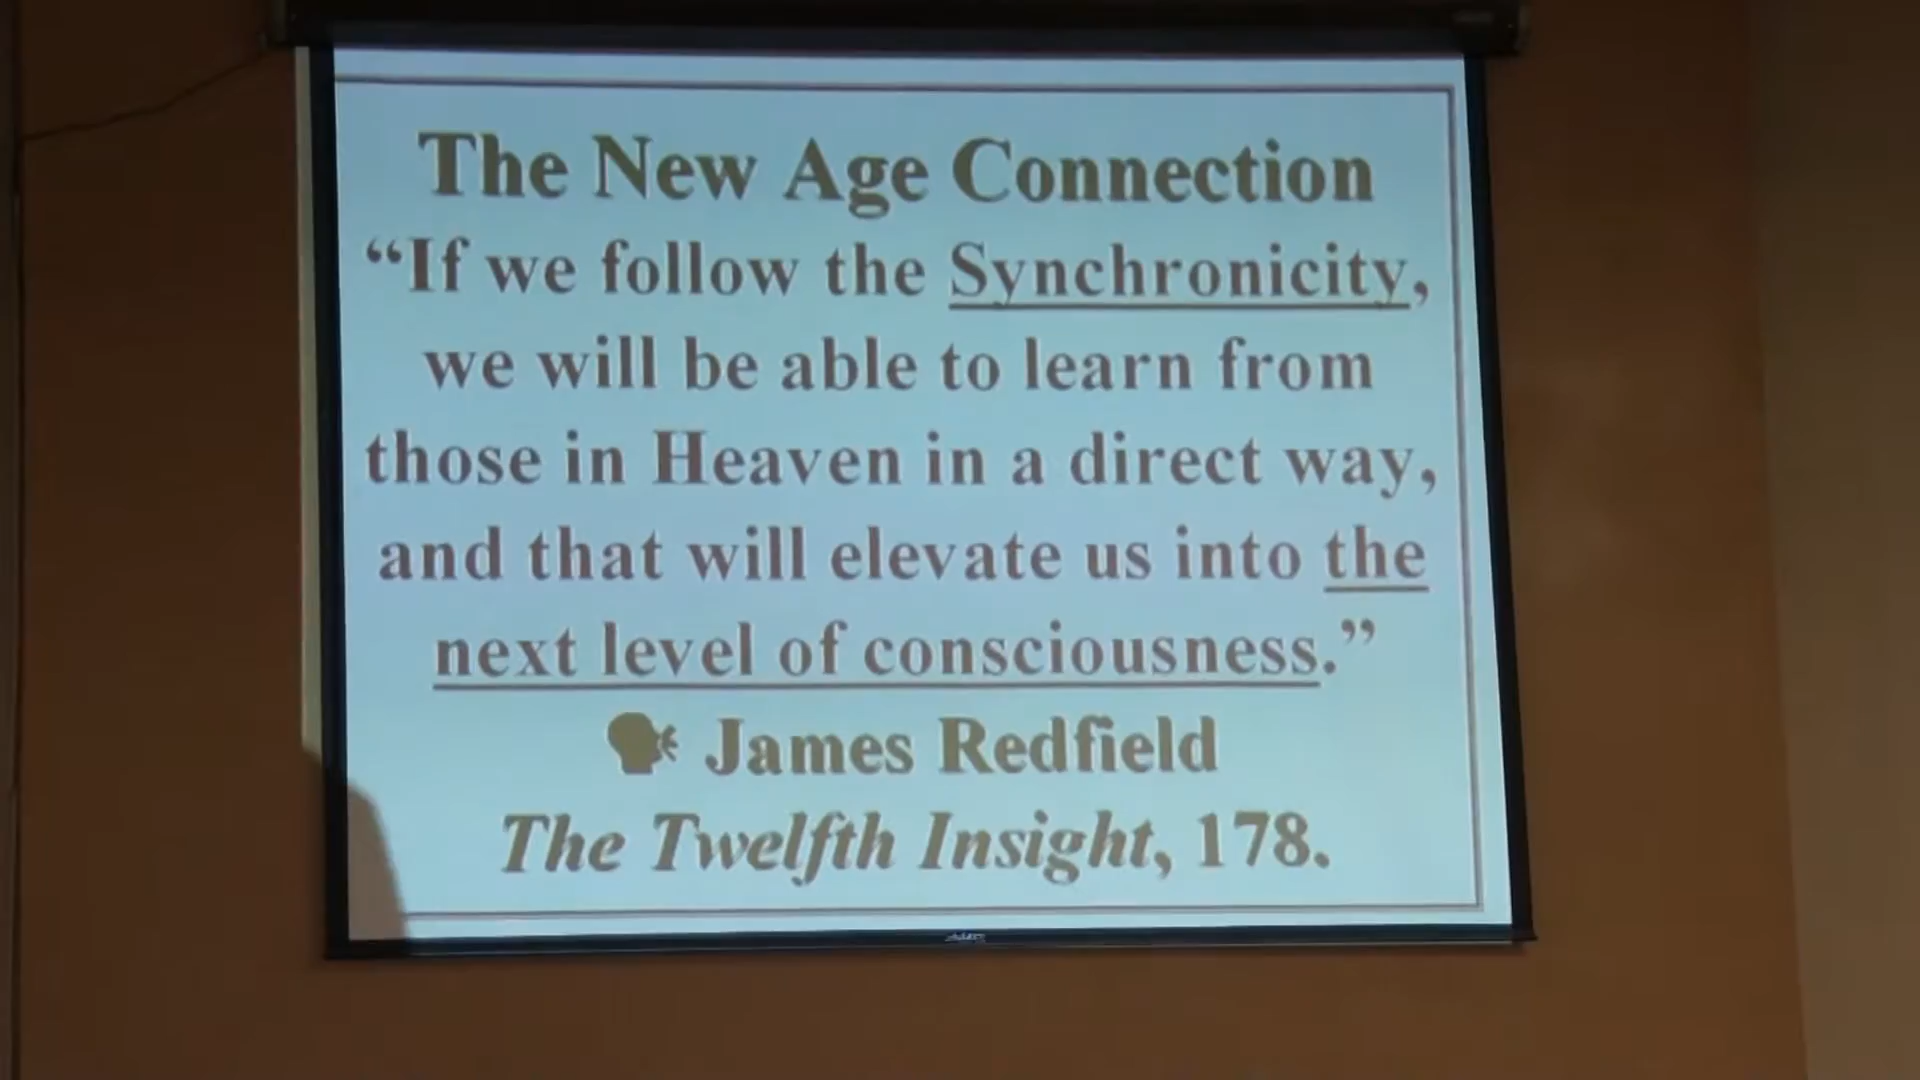 The New Age Connection
“If we follow the Synchronicity,
we will be able to learn from
those in Heaven in a direct way,
and that will elevate us into the
next level of consciousness.”
James Redfield
The Twelfth Insight, 178.